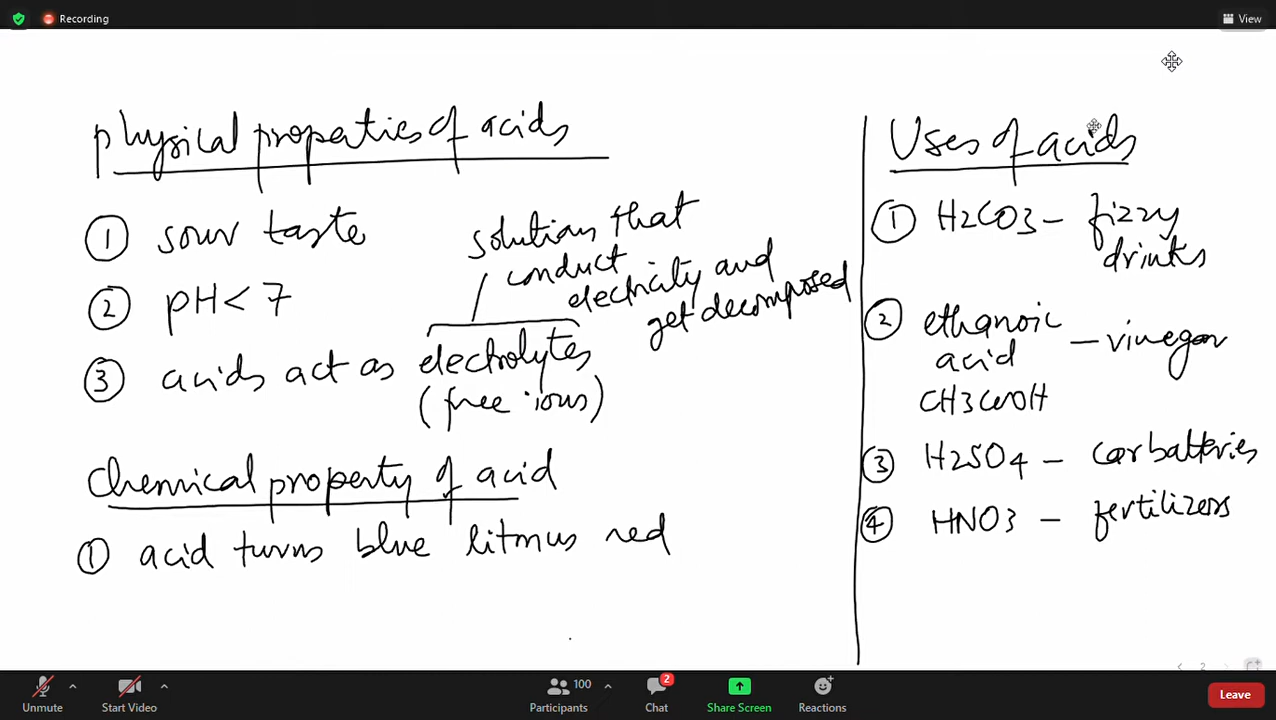 Recording
View
physical properties of acids
① sour taste
② pH < 7
solutions that
conduct
electricity and
get decomposed
③ acids act as electrolytes
(free ions)
Chemical property of acid
① acid turns blue litmus red
Uses of acids
① H2CO3 - fizzy
drinks
② ethanoic
acid - vinegar
CH3COOH
③ H2SO4 - car batteries
④ HNO3 - fertilizers
2
Unmute
Start Video
100
Participants
2
Chat
Share Screen
Reactions
Leave